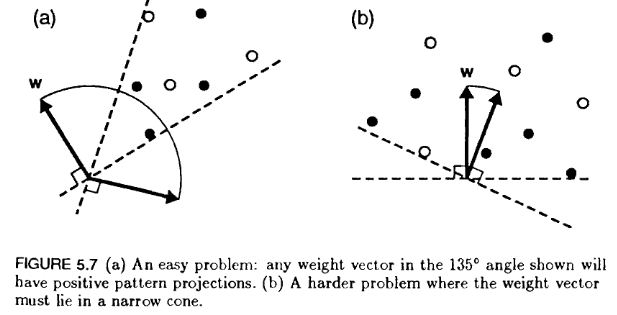 (a)
(b)
w
w
FIGURE 5.7 (a) An easy problem: any weight vector in the 135° angle shown will
have positive pattern projections. (b) A harder problem where the weight vector
must lie in a narrow cone.